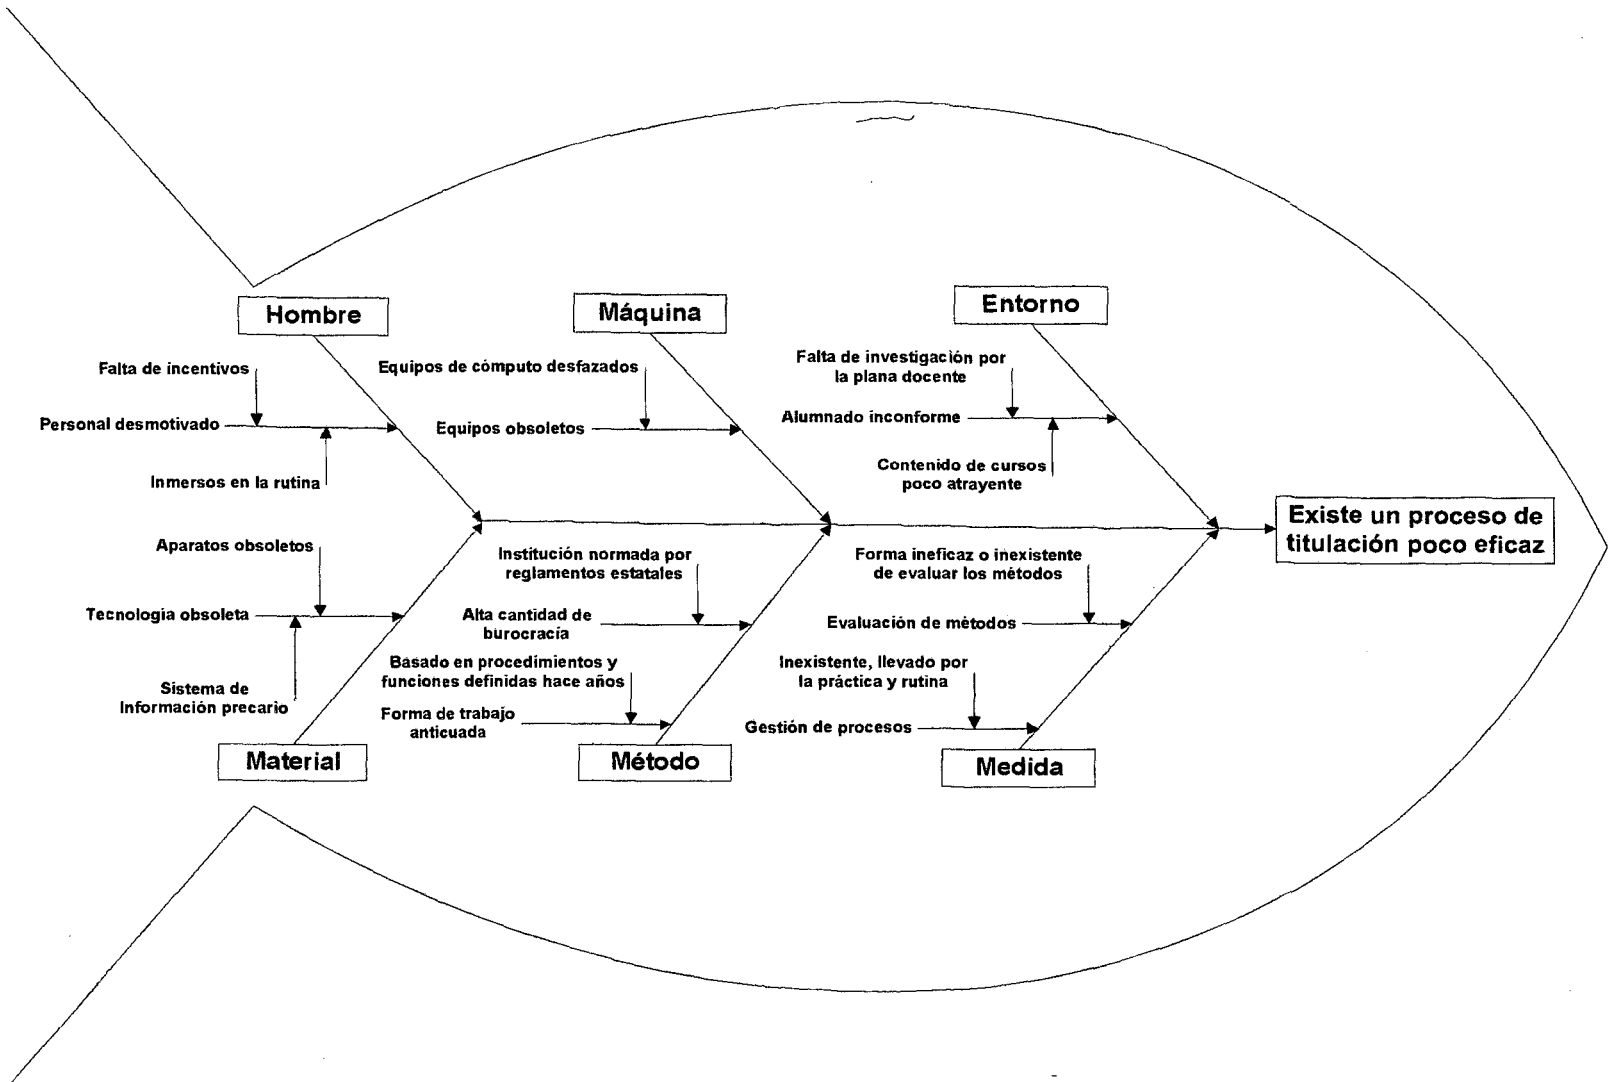 Hombre
Máquina
Entorno
Falta de incentivos
Personal desmotivado
Inmersos en la rutina
Equipos de cómputo desfazados
Equipos obsoletos
Falta de investigación por
la plana docente
Alumnado inconforme
Contenido de cursos
poco atrayente
Existe un proceso de
titulación poco eficaz
Aparatos obsoletos
Tecnología obsoleta
Sistema de
Información precario
Material
Institución normada por
reglamentos estatales
Alta cantidad de
burocracía
Basado en procedimientos y
funciones definidas hace años
Forma de trabajo
anticuada
Método
Forma ineficaz o inexistente
de evaluar los métodos
Evaluación de métodos
Inexistente, llevado por
la práctica y rutina
Gestión de procesos
Medida